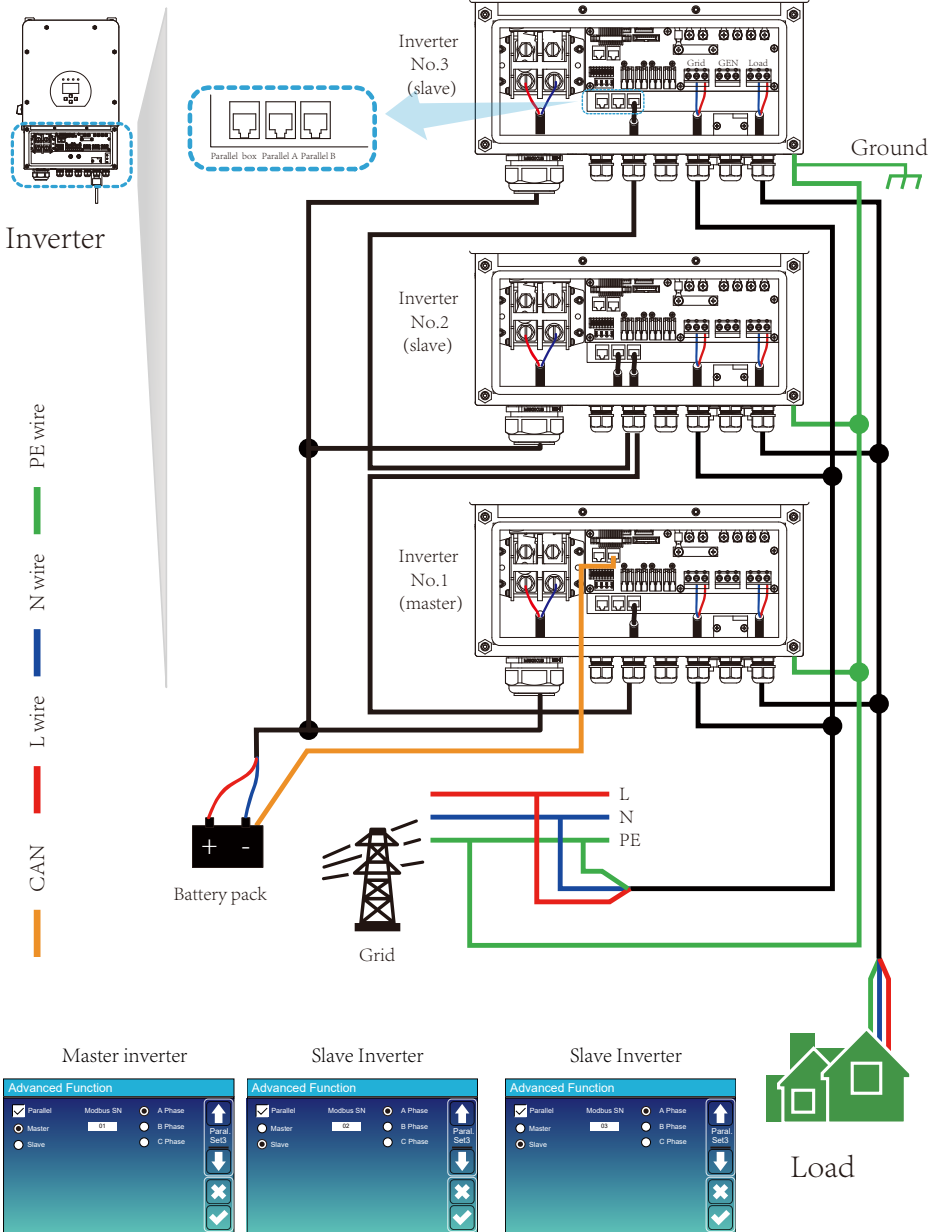 Inverter
No.3
(slave)
Grid GEN Load
Parallel box Parallel A Parallel B
Ground
Inverter
Inverter
No.2
(slave)
PE wire
N wire
L wire
CAN
Inverter
No.1
(master)
L
N
PE
+ -
Battery pack
Grid
Load
Master inverter
Advanced Function
Parallel
Modbus SN
A Phase
Master
01
B Phase
Slave
C Phase
Paral.
Set3
Slave Inverter
Advanced Function
Parallel
Modbus SN
A Phase
Master
02
B Phase
Slave
C Phase
Paral.
Set3
Slave Inverter
Advanced Function
Parallel
Modbus SN
A Phase
Master
03
B Phase
Slave
C Phase
Paral.
Set3